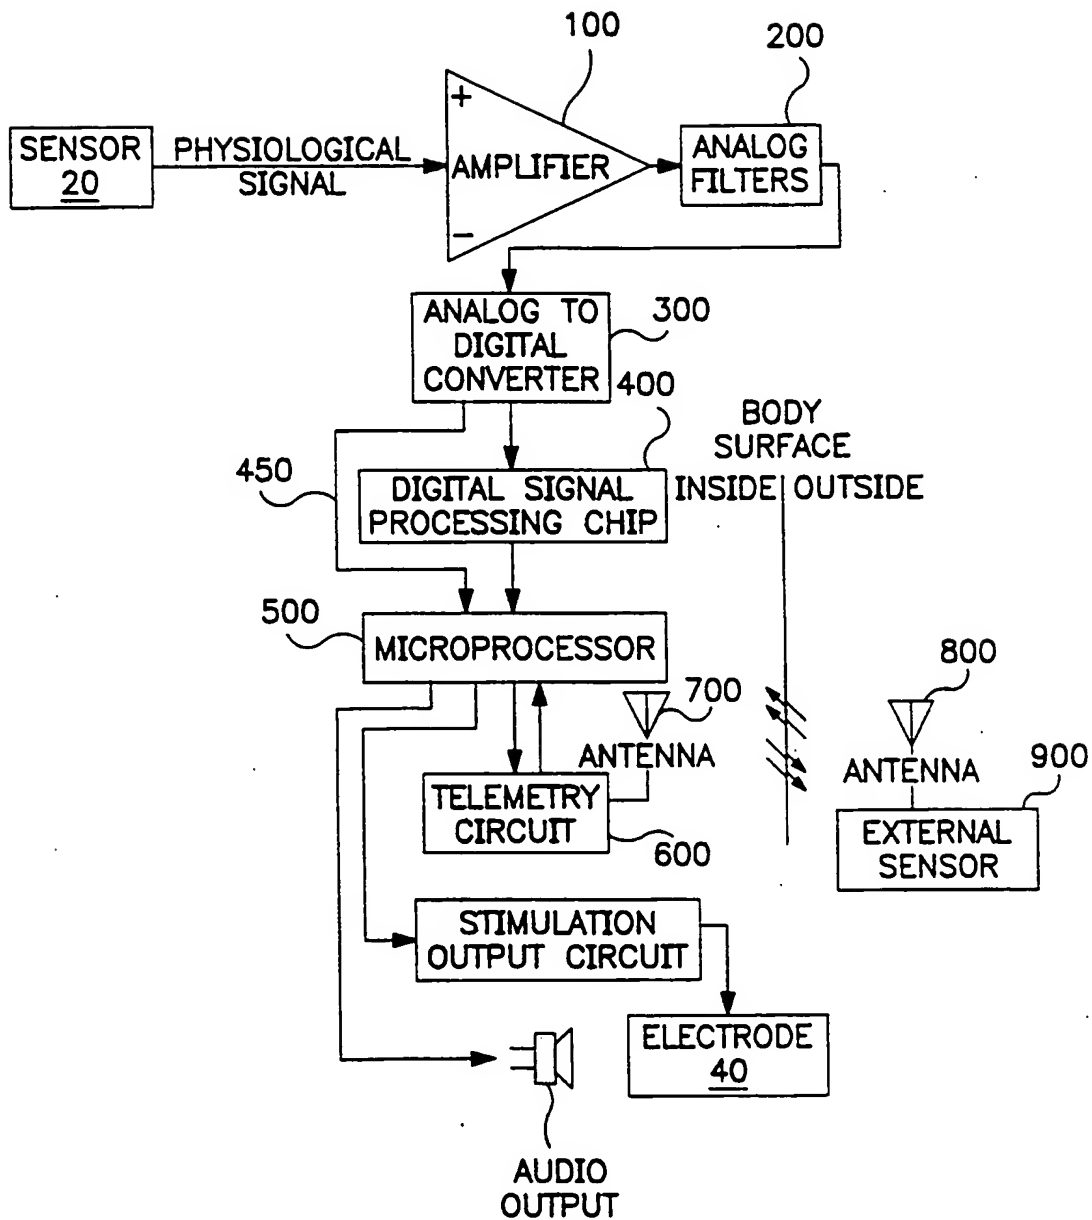 100
200
SENSOR
20
PHYSIOLOGICAL
SIGNAL
+
AMPLIFIER
−
ANALOG
FILTERS
ANALOG TO
DIGITAL
CONVERTER
300
400
450
DIGITAL SIGNAL
PROCESSING CHIP
BODY
SURFACE
INSIDE
OUTSIDE
500
MICROPROCESSOR
700
ANTENNA
800
ANTENNA
900
TELEMETRY
CIRCUIT
600
EXTERNAL
SENSOR
STIMULATION
OUTPUT CIRCUIT
ELECTRODE
40
AUDIO
OUTPUT